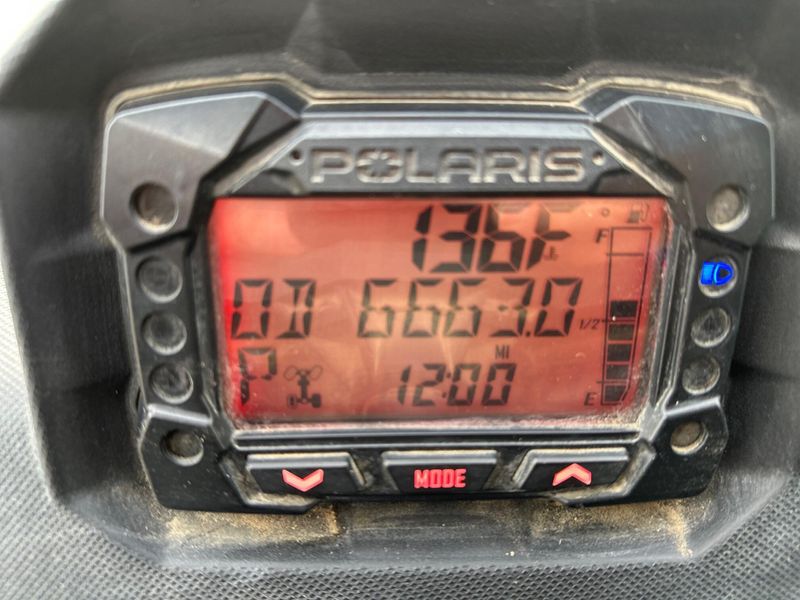 POLARIS
136F
F
OD 6663.0
1/2
MI
P 12:00
E
MODE